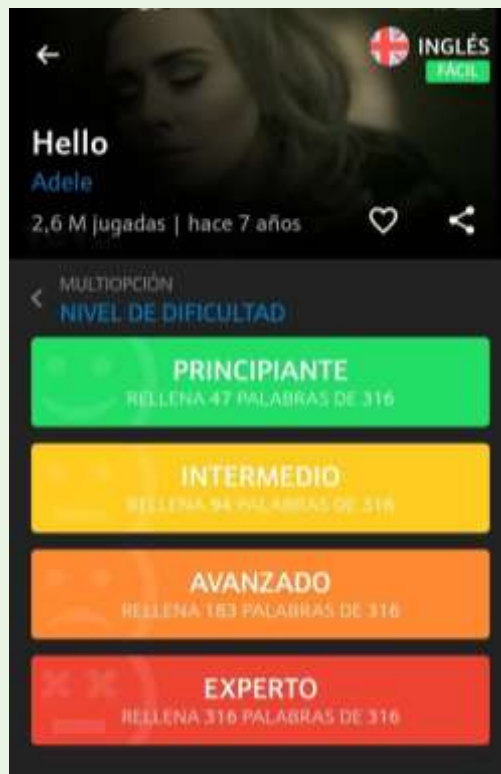 INGLÉS
FÁCIL
Hello
Adele
2,6 M jugadas | hace 7 años
MULTIOPCIÓN
NIVEL DE DIFICULTAD
PRINCIPIANTE
RELLENA 47 PALABRAS DE 316
INTERMEDIO
RELLENA 94 PALABRAS DE 316
AVANZADO
RELLENA 183 PALABRAS DE 316
EXPERTO
RELLENA 316 PALABRAS DE 316